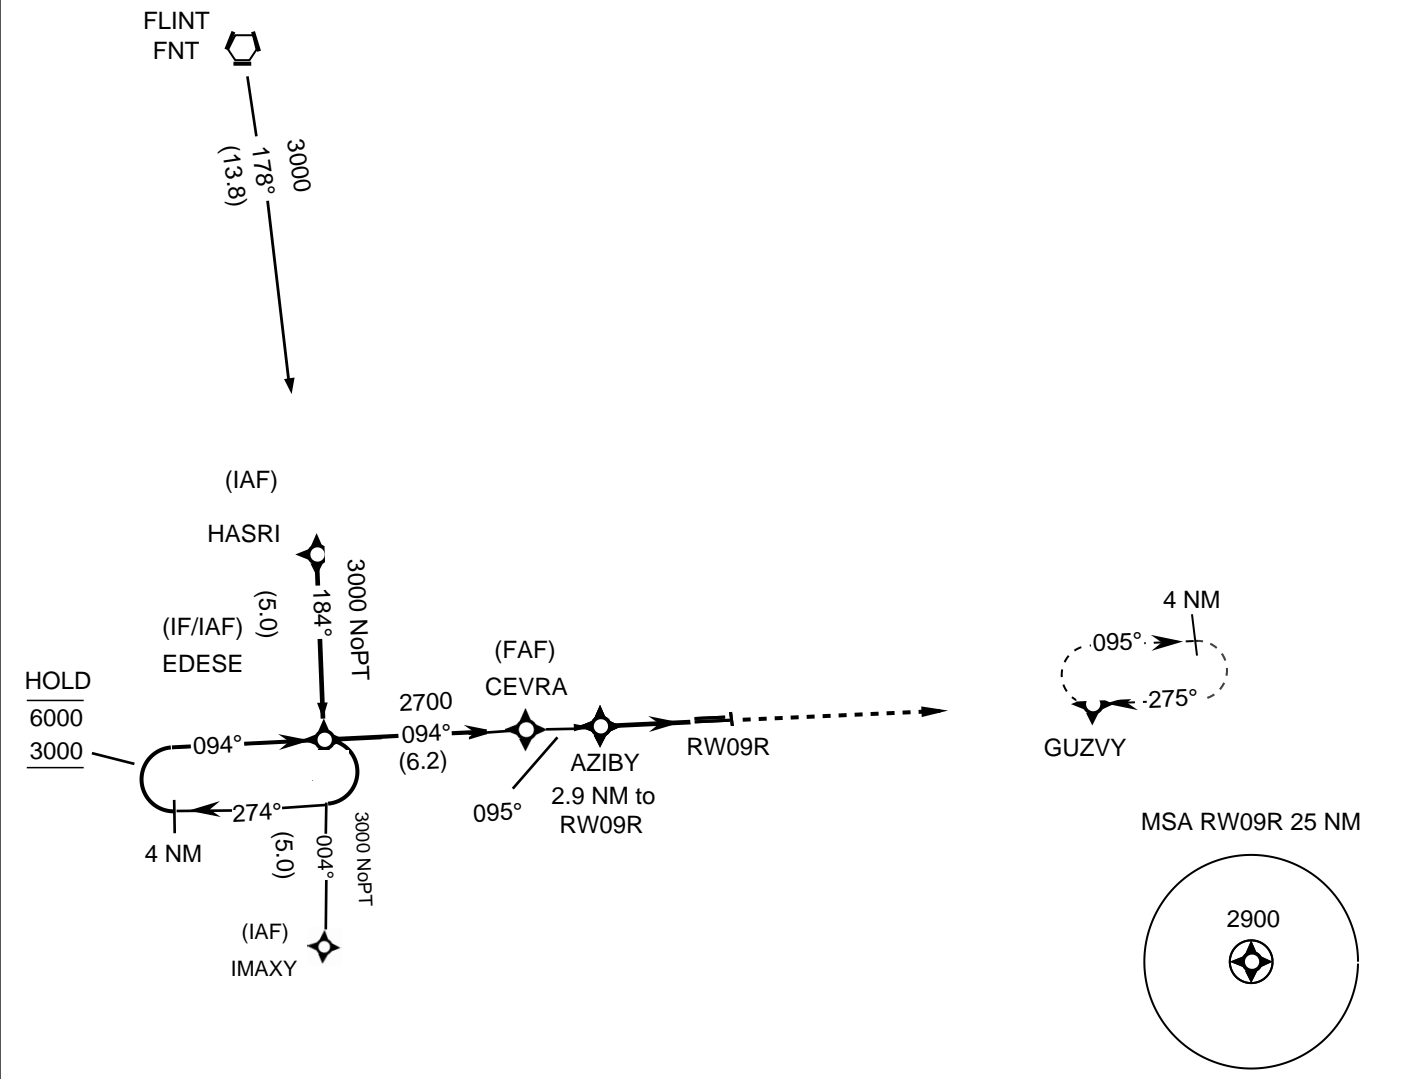 FLINT
FNT
3000
178°
(13.8)
(IAF)
HASRI
3000 NoPT
184°
(5.0)
(IF/IAF)
EDESE
HOLD
6000
3000
094°
274°
4 NM
2700
094°
(6.2)
(FAF)
CEVRA
095°
AZIBY
2.9 NM to
RW09R
RW09R
3000 NoPT
004°
(5.0)
(IAF)
IMAXY
4 NM
095°
275°
GUZVY
MSA RW09R 25 NM
2900